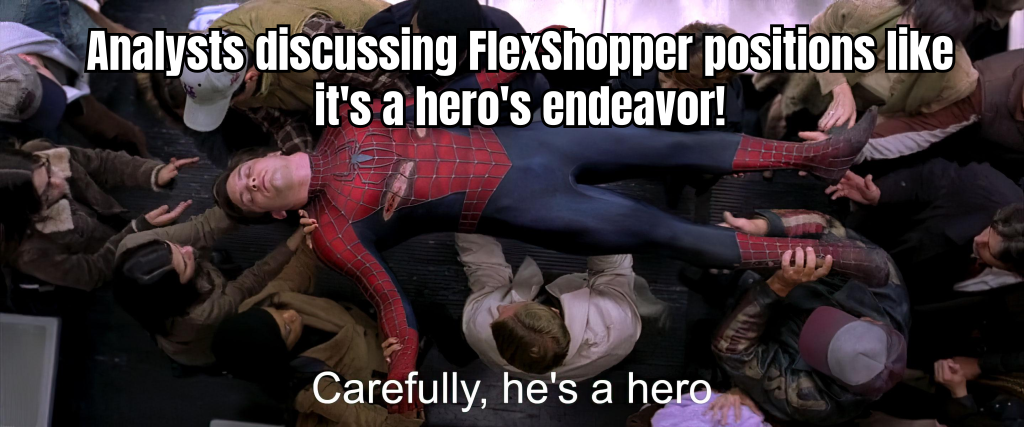 Analysts discussing FlexShopper positions like
it's a hero's endeavor!
Carefully, he's a hero